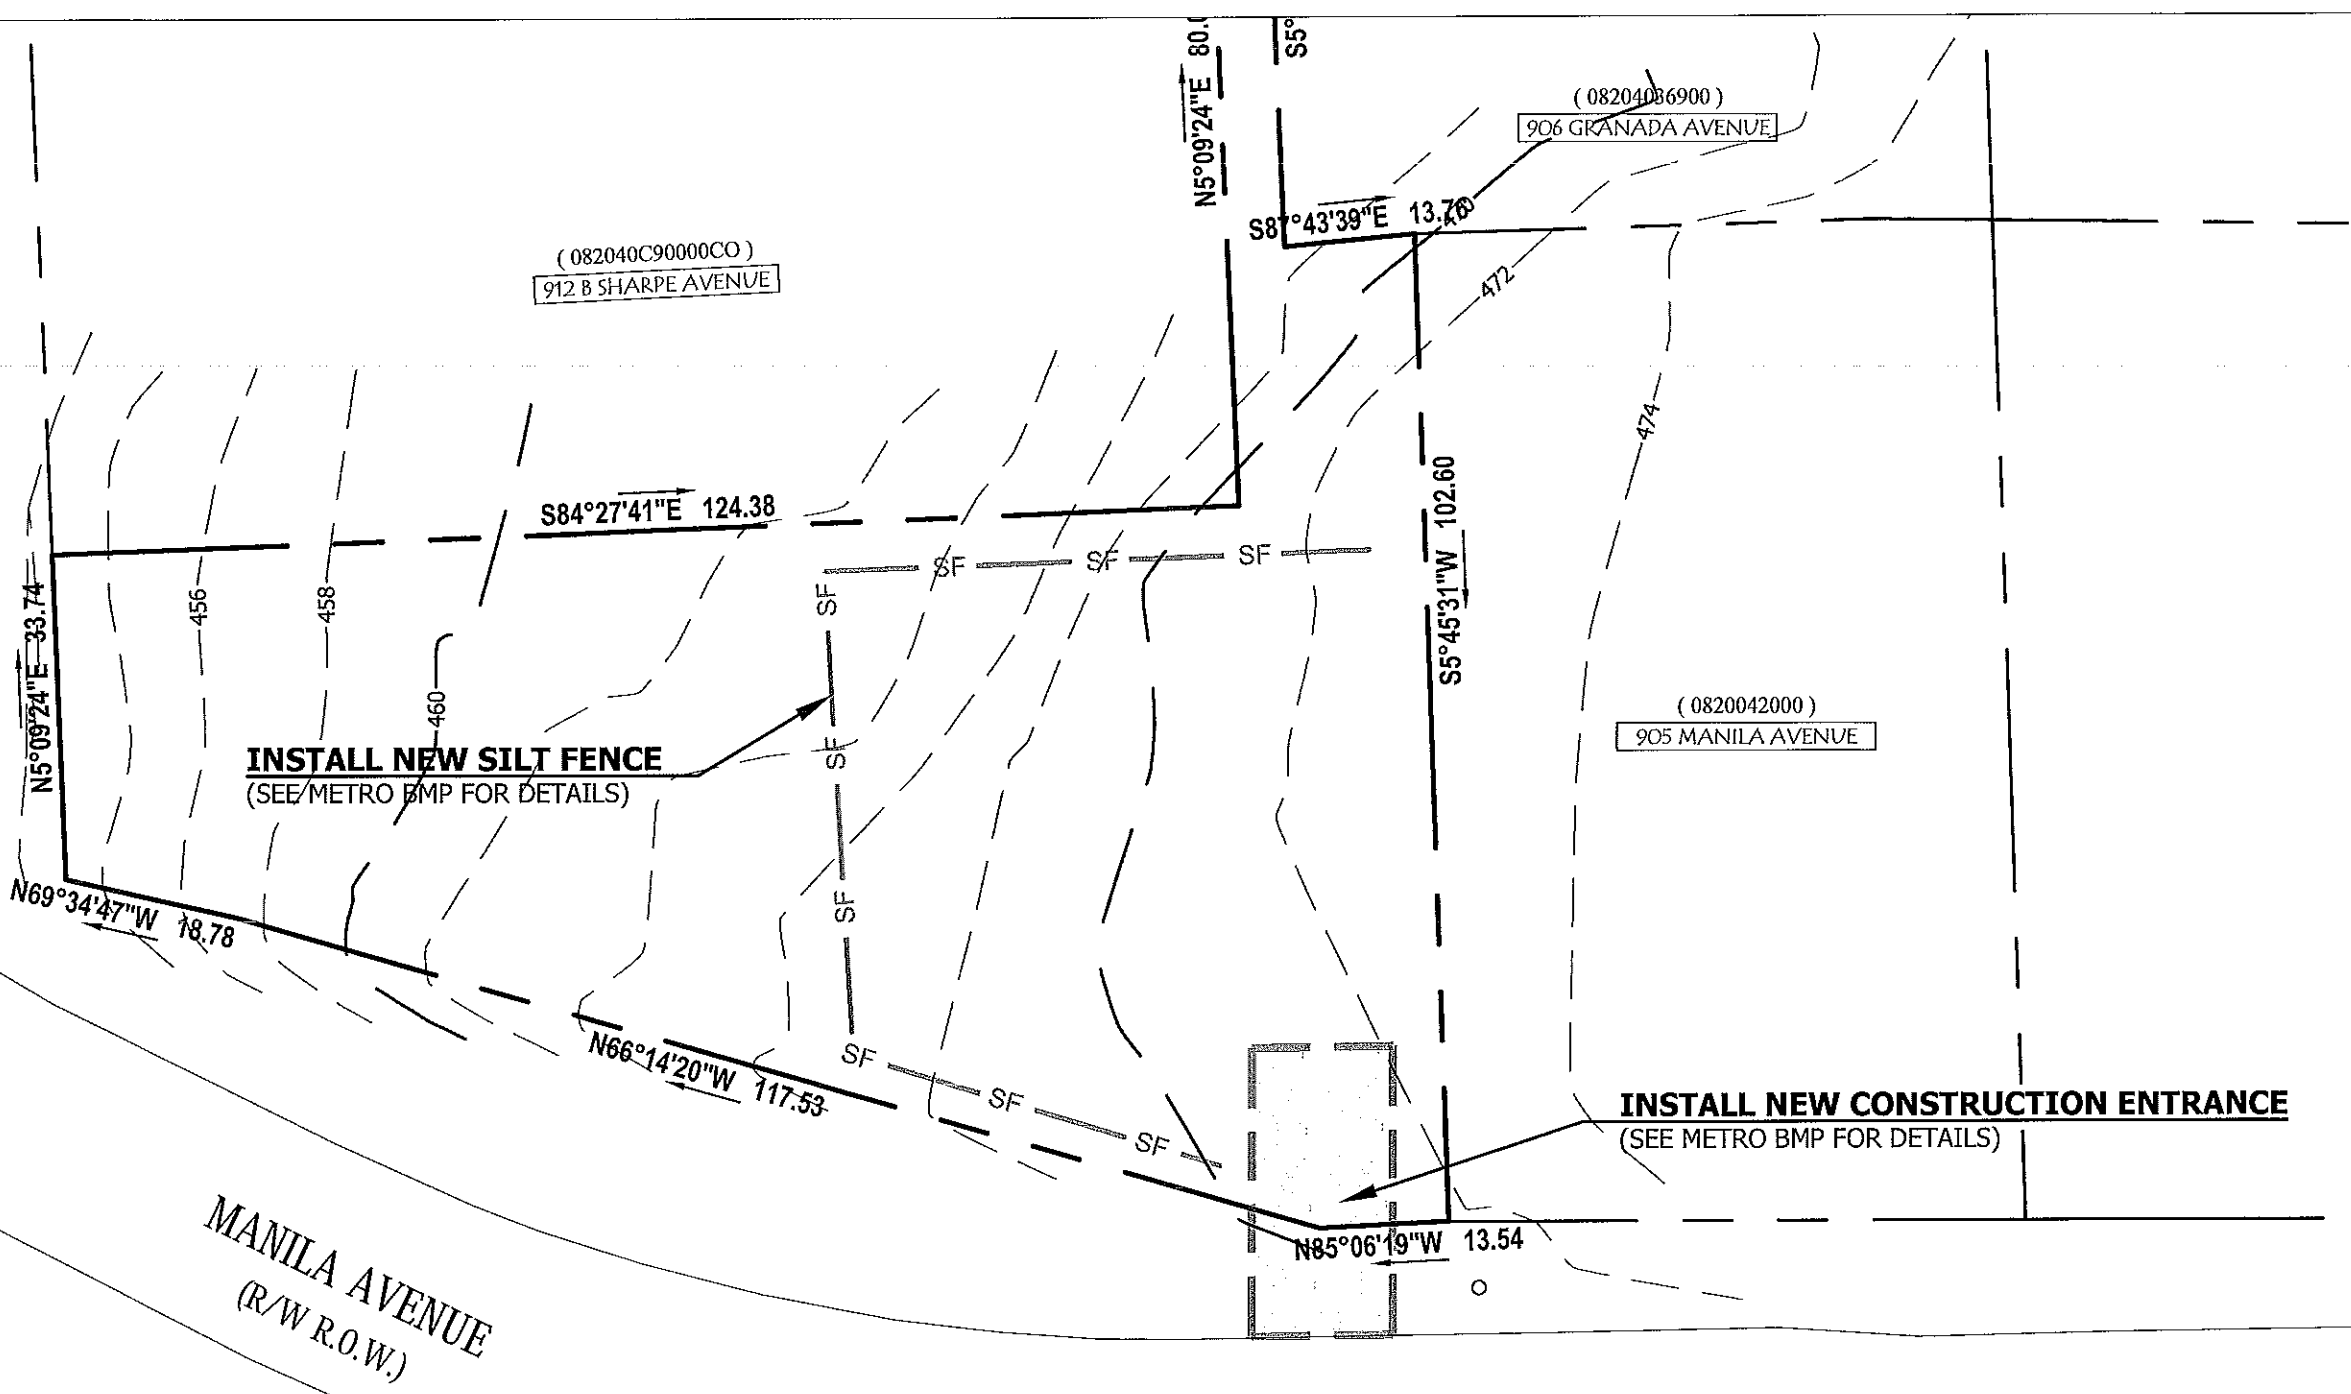 N5°09'24"E 80.
S5°
( 08204036900 )
906 GRANADA AVENUE
S87°43'39"E 13.76
470
472
( 082040C90000CO )
912 B SHARPE AVENUE
474
S84°27'41"E 124.38
S5°45'31"W 102.60
SF SF SF
SF
N5°09'24"E 33.74
456
458
460
( 0820042000 )
905 MANILA AVENUE
INSTALL NEW SILT FENCE
(SEE METRO BMP FOR DETAILS)
SF
SF
N69°34'47"W 18.78
SF
SF
SF
N66°14'20"W 117.53
INSTALL NEW CONSTRUCTION ENTRANCE
(SEE METRO BMP FOR DETAILS)
N85°06'19"W 13.54
MANILA AVENUE
(R/W R.O.W.)